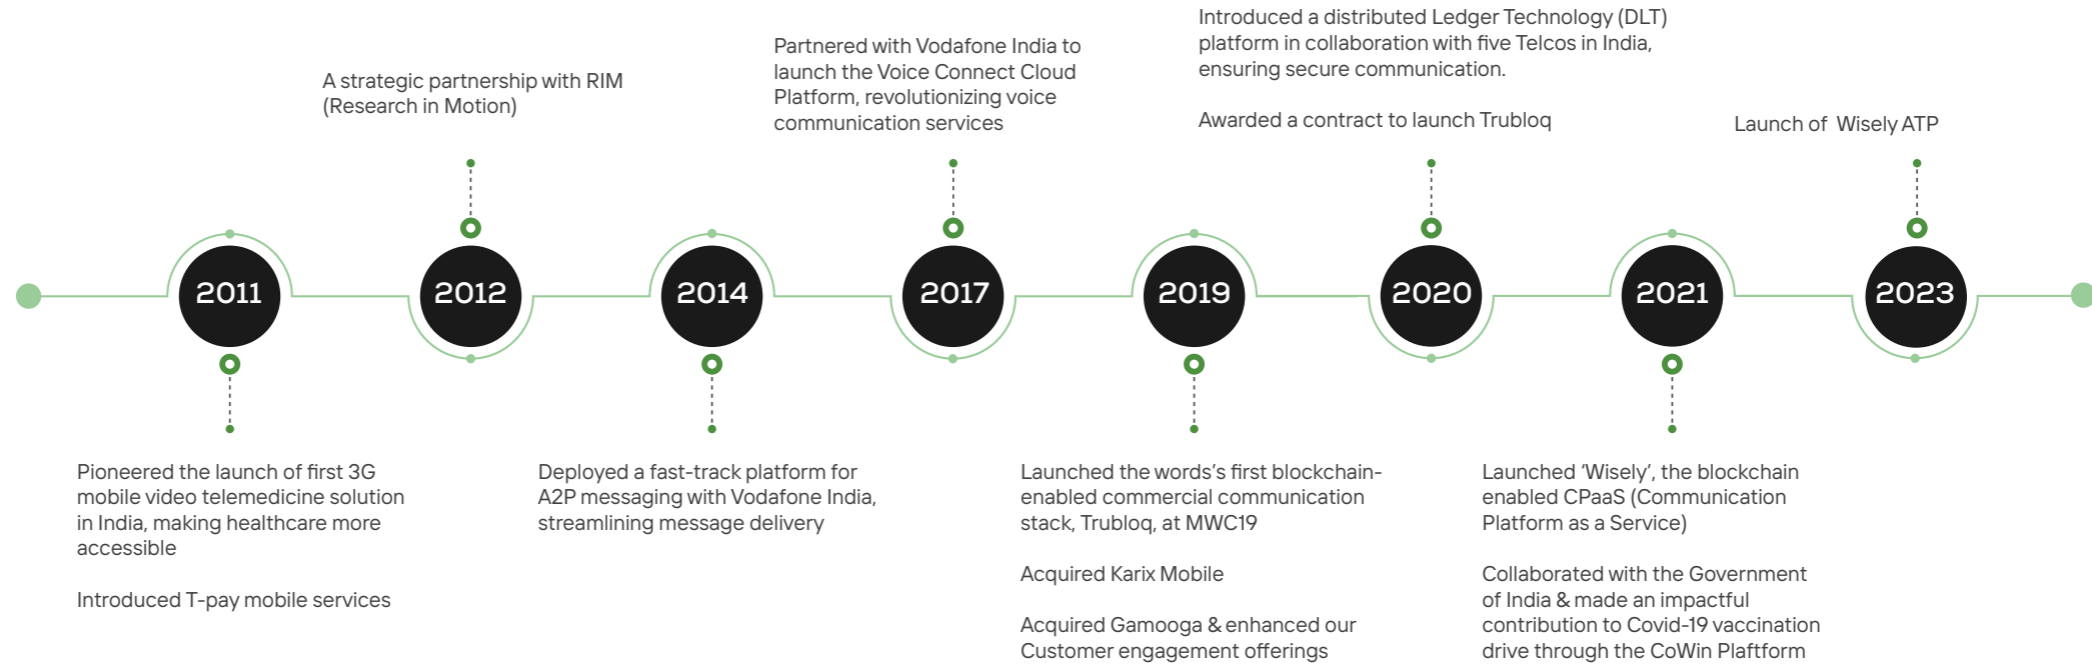 2011
Pioneered the launch of first 3G
mobile video telemedicine solution
in India, making healthcare more
accessible
Introduced T-pay mobile services
A strategic partnership with RIM
(Research in Motion)
2012
2014
Deployed a fast-track platform for
A2P messaging with Vodafone India,
streamlining message delivery
Partnered with Vodafone India to
launch the Voice Connect Cloud
Platform, revolutionizing voice
communication services
2017
2019
Launched the words's first blockchain-
enabled commercial communication
stack, Trubloq, at MWC19
Acquired Karix Mobile
Acquired Gamooga & enhanced our
Customer engagement offerings
Introduced a distributed Ledger Technology (DLT)
platform in collaboration with five Telcos in India,
ensuring secure communication.
Awarded a contract to launch Trubloq
2020
2021
Launched ‘Wisely’, the blockchain
enabled CPaaS (Communication
Platform as a Service)
Collaborated with the Government
of India & made an impactful
contribution to Covid-19 vaccination
drive through the CoWin Plaftform
Launch of Wisely ATP
2023